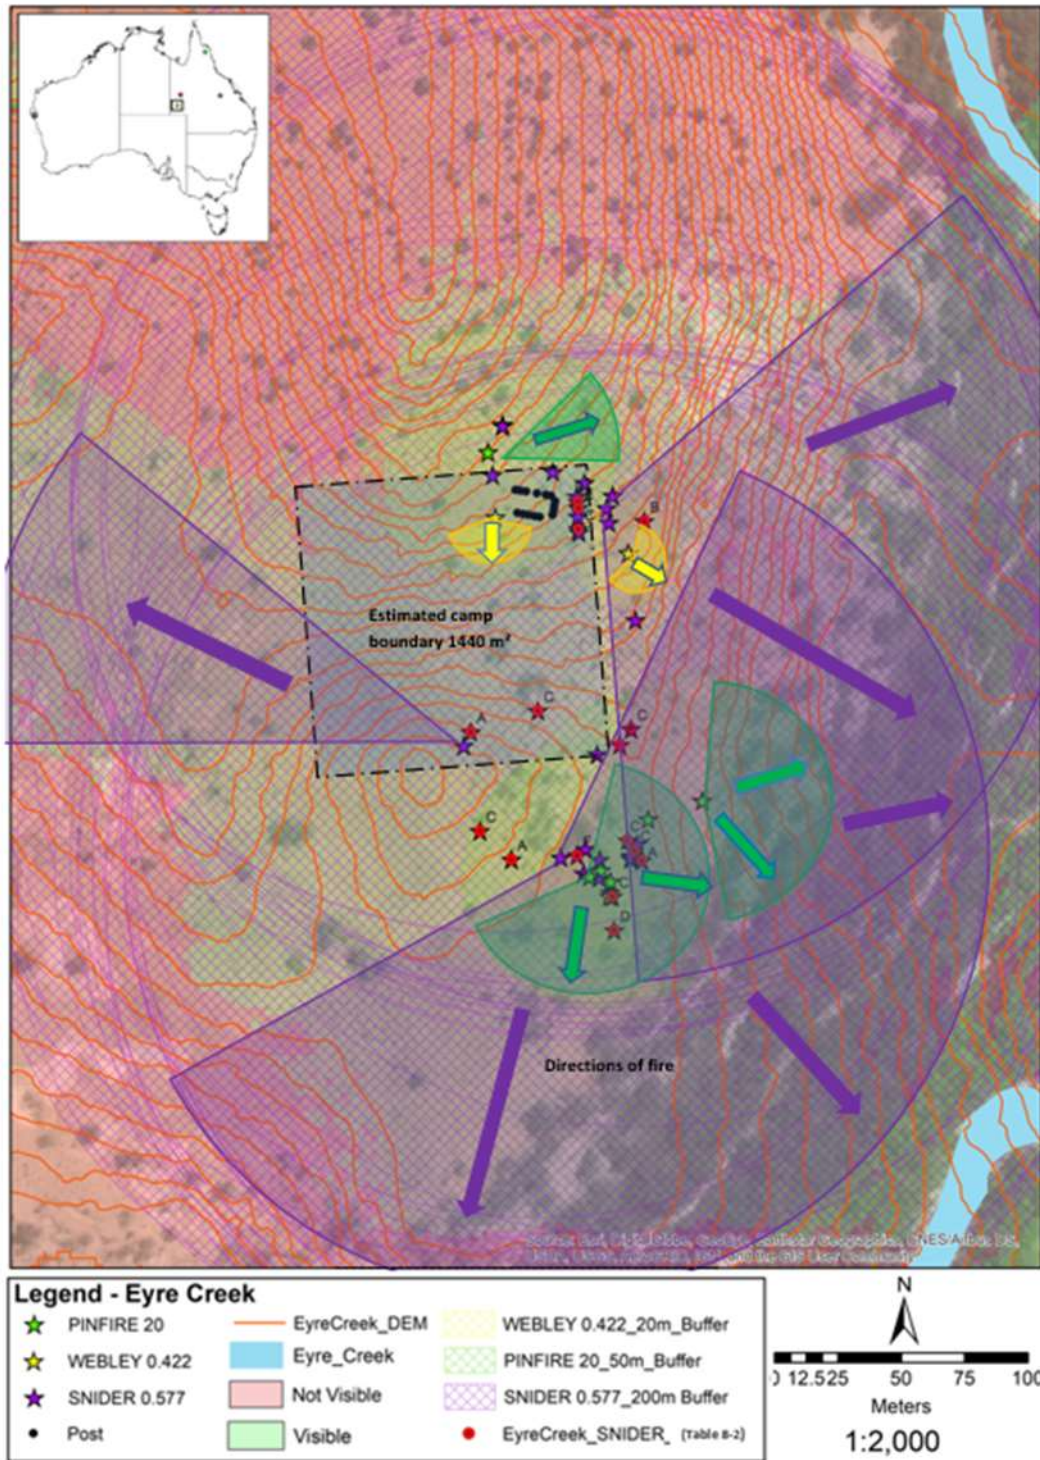 B
Estimated camp
boundary 1440 m²
G
A
C
C
A
A
D
Directions of fire
Legend - Eyre Creek
PINFIRE 20
WEBLEY 0.422
SNIDER 0.577
Post
EyreCreek_DEM
Eyre_Creek
Not Visible
Visible
WEBLEY 0.422_20m_Buffer
PINFIRE 20_50m_Buffer
SNIDER 0.577_200m Buffer
EyreCreek_SNIDER_ (Table 8-2)
N
12.525 50 75 100
Meters
1:2,000